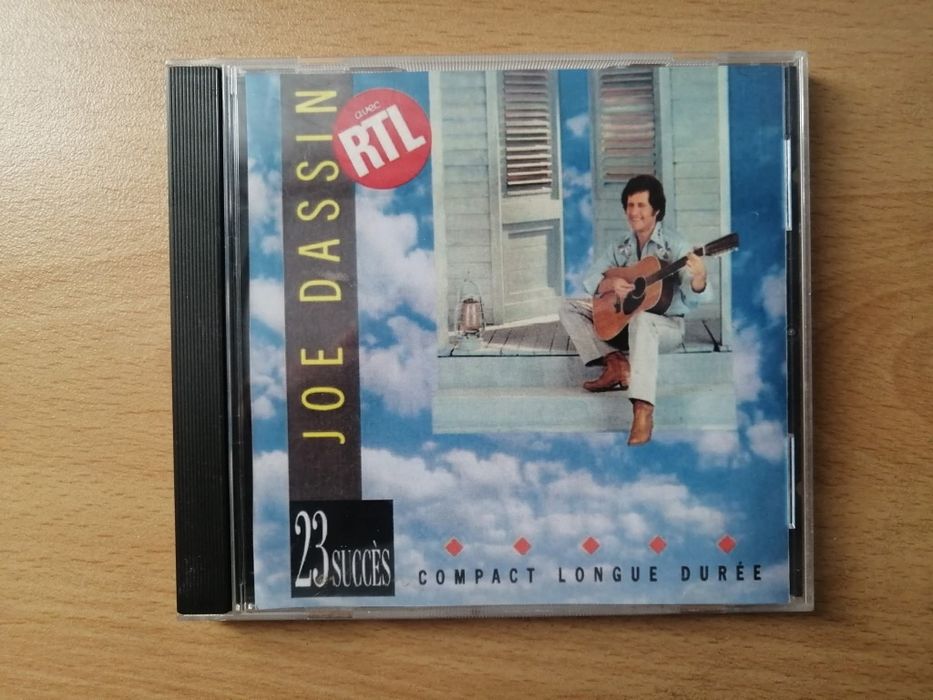 JOE DASSIN
avec
RTL
23 SUCCÈS
COMPACT LONGUE DURÉE